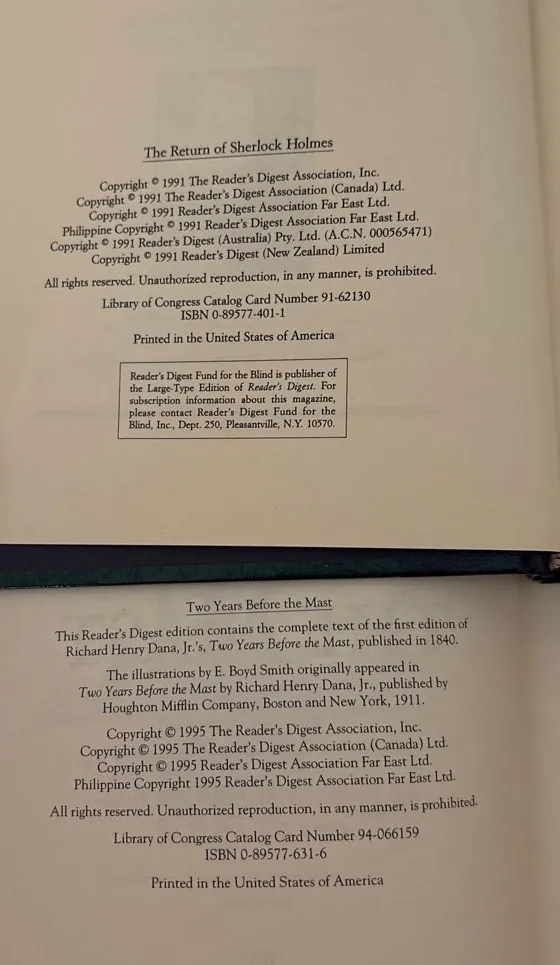 The Return of Sherlock Holmes
Copyright © 1991 The Reader's Digest Association, Inc.
Copyright © 1991 The Reader's Digest Association (Canada) Ltd.
Copyright © 1991 Reader's Digest Association Far East Ltd.
Philippine Copyright © 1991 Reader's Digest Association Far East Ltd.
Copyright © 1991 Reader's Digest (Australia) Pty. Ltd. (A.C.N. 000565471)
Copyright © 1991 Reader's Digest (New Zealand) Limited
All rights reserved. Unauthorized reproduction, in any manner, is prohibited.
Library of Congress Catalog Card Number 91-62130
ISBN 0-89577-401-1
Printed in the United States of America
Reader's Digest Fund for the Blind is publisher of
the Large-Type Edition of Reader's Digest. For
subscription information about this magazine,
please contact Reader's Digest Fund for the
Blind, Inc., Dept. 250, Pleasantville, N.Y. 10570.
Two Years Before the Mast
This Reader's Digest edition contains the complete text of the first edition of
Richard Henry Dana, Jr.'s, Two Years Before the Mast, published in 1840.
The illustrations by E. Boyd Smith originally appeared in
Two Years Before the Mast by Richard Henry Dana, Jr., published by
Houghton Mifflin Company, Boston and New York, 1911.
Copyright © 1995 The Reader's Digest Association, Inc.
Copyright © 1995 The Reader's Digest Association (Canada) Ltd.
Copyright © 1995 Reader's Digest Association Far East Ltd.
Philippine Copyright 1995 Reader's Digest Association Far East Ltd.
All rights reserved. Unauthorized reproduction, in any manner, is prohibited.
Library of Congress Catalog Card Number 94-066159
ISBN 0-89577-631-6
Printed in the United States of America